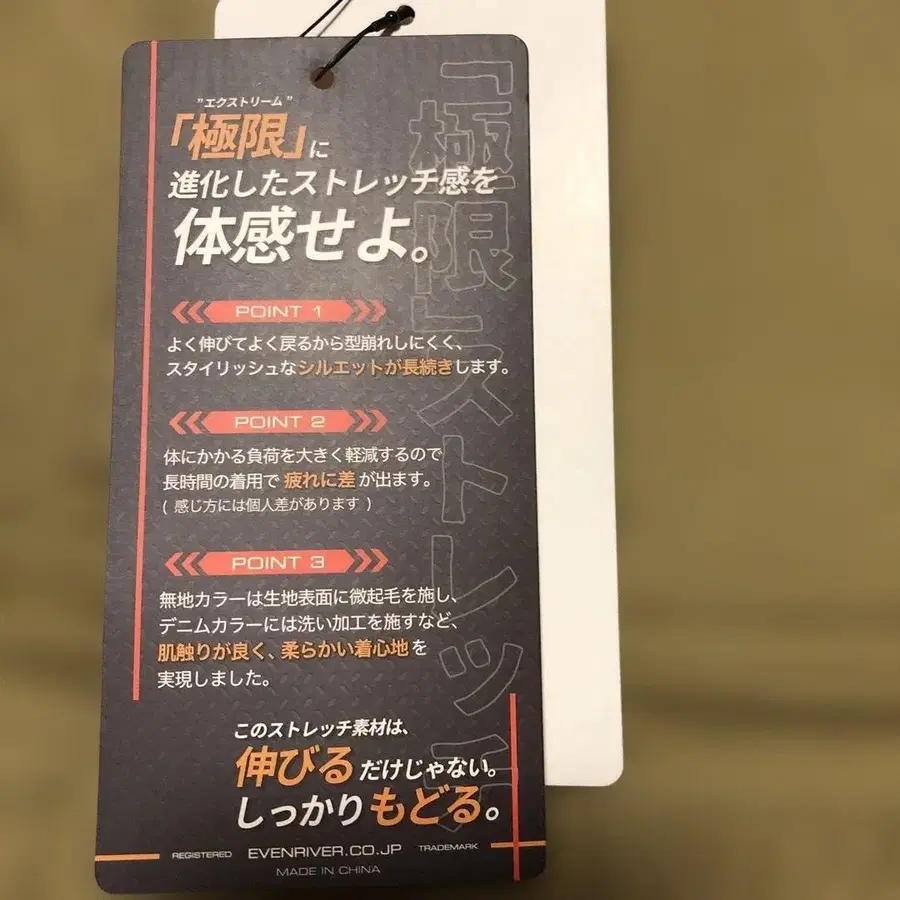 ”エクストリーム”
「極限」に
進化したストレッチ感を
体感せよ。
POINT 1
よく伸びてよく戻るから型崩れしにくく、
スタイリッシュなシルエットが長続きします。
POINT 2
体にかかる負荷を大きく軽減するので
長時間の着用で疲れに差が出ます。
( 感じ方には個人差があります )
POINT 3
無地カラーは生地表面に微起毛を施し、
デニムカラーには洗い加工を施すなど、
肌触りが良く、柔らかい着心地を
実現しました。
このストレッチ素材は、
伸びるだけじゃない。
しっかりもどる。
「極限」ストレッチ
REGISTERED EVENRIVER.CO.JP TRADEMARK
MADE IN CHINA